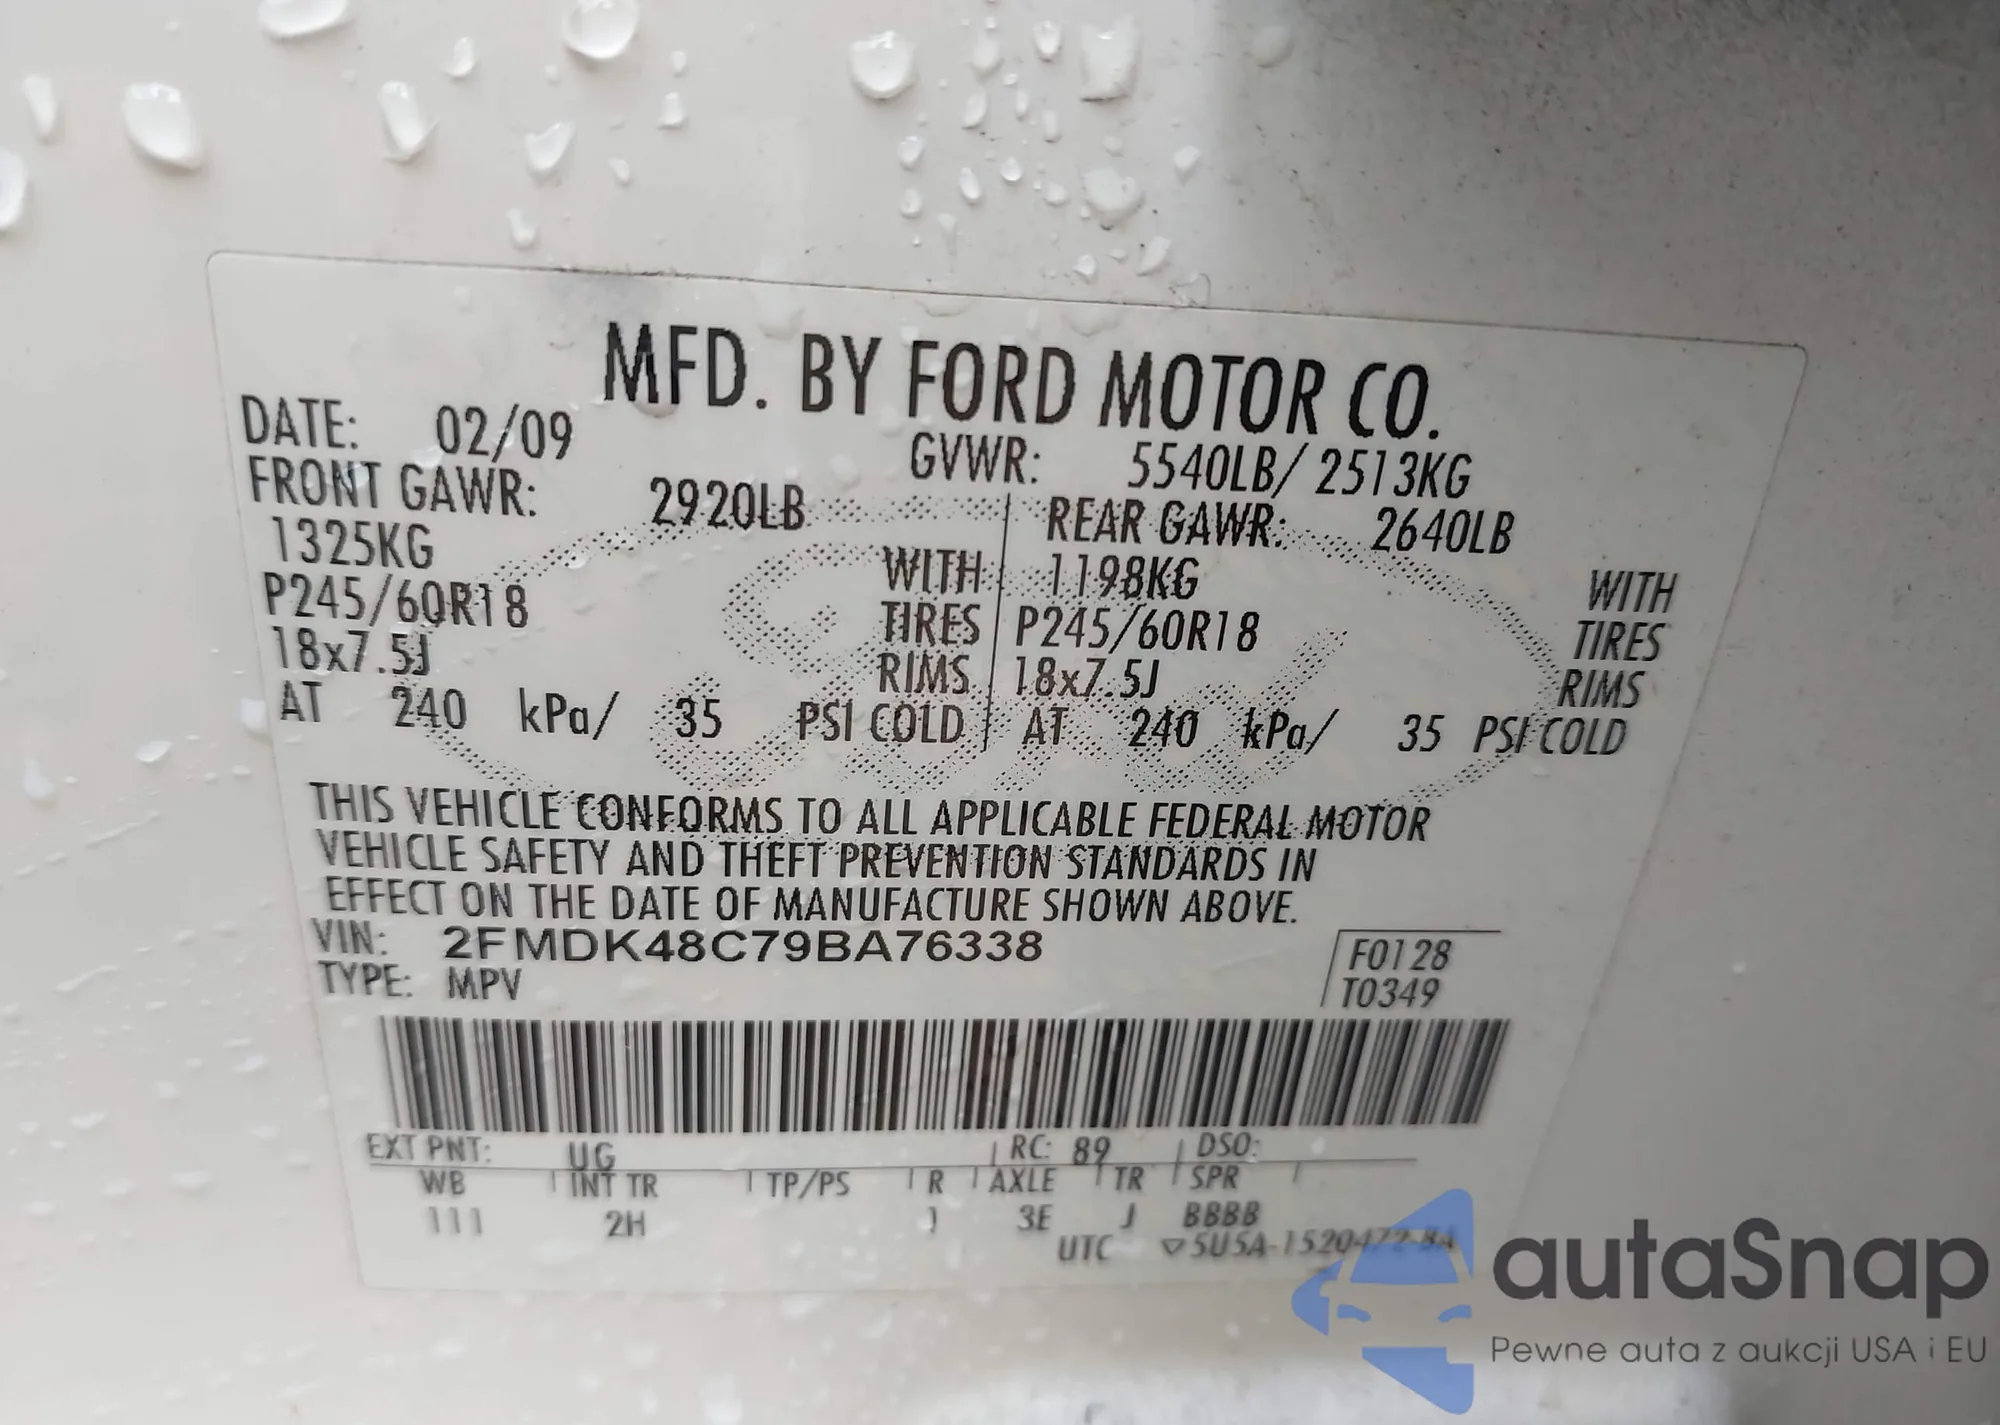 MFD. BY FORD MOTOR CO.
DATE: 02/09 GVWR: 5540LB/ 2513KG
FRONT GAWR: 2920LB REAR GAWR: 2640LB
1325KG WITH 1198KG WITH
P245/60R18 TIRES P245/60R18 TIRES
18x7.5J RIMS 18x7.5J RIMS
AT 240 kPa/ 35 PSI COLD AT 240 kPa/ 35 PSI COLD
THIS VEHICLE CONFORMS TO ALL APPLICABLE FEDERAL MOTOR
VEHICLE SAFETY AND THEFT PREVENTION STANDARDS IN
EFFECT ON THE DATE OF MANUFACTURE SHOWN ABOVE.
VIN: 2FMDK48C79BA76338 F0128
TYPE: MPV T0349
EXT PNT: UG RC: 89 DSO:
WB INT TR TP/PS R AXLE TR SPR
111 2H 3E J BBBB
UTC ▽5U5A-1520472-BA
autaSnap
Pewne auta z aukcji USA i EU